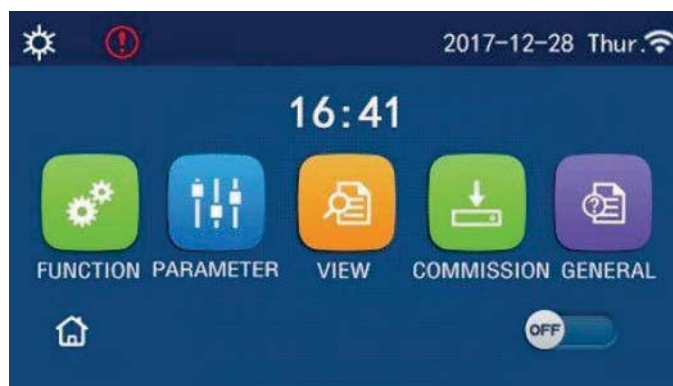 2017-12-28 Thur.
16:41
FUNCTION PARAMETER VIEW COMMISSION GENERAL
OFF